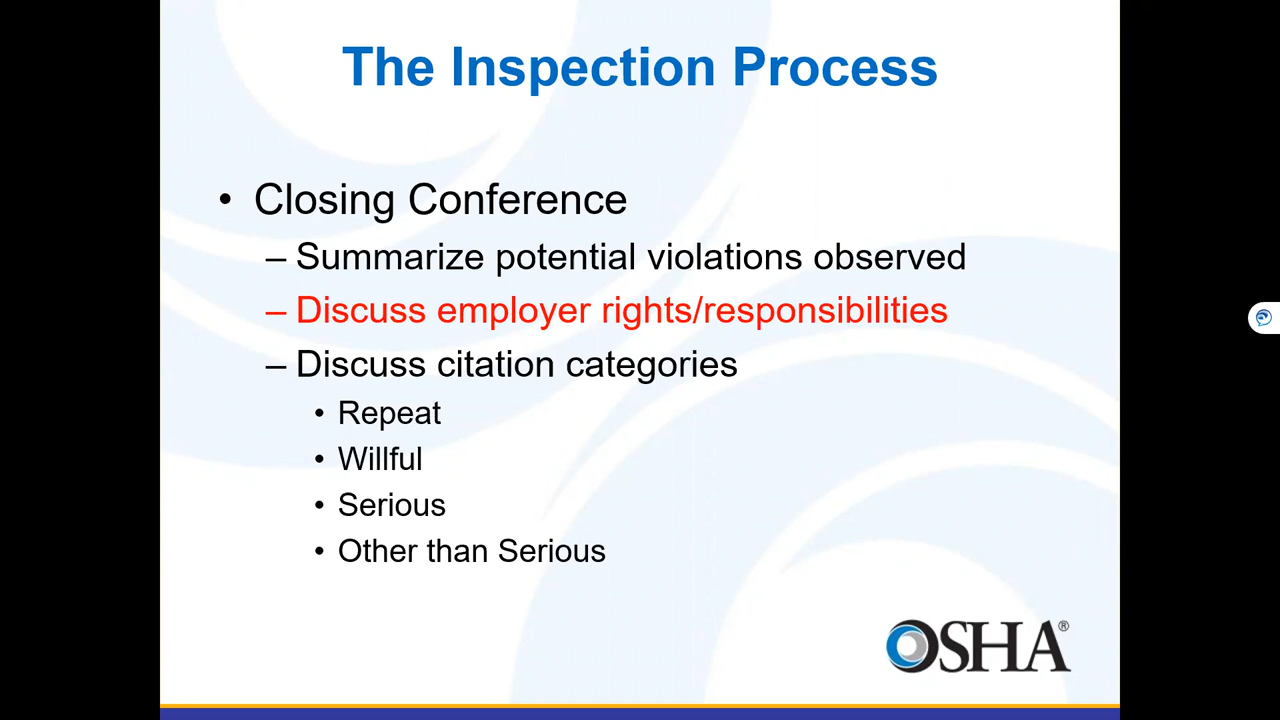 The Inspection Process
• Closing Conference
– Summarize potential violations observed
– Discuss employer rights/responsibilities
– Discuss citation categories
• Repeat
• Willful
• Serious
• Other than Serious
OSHA®